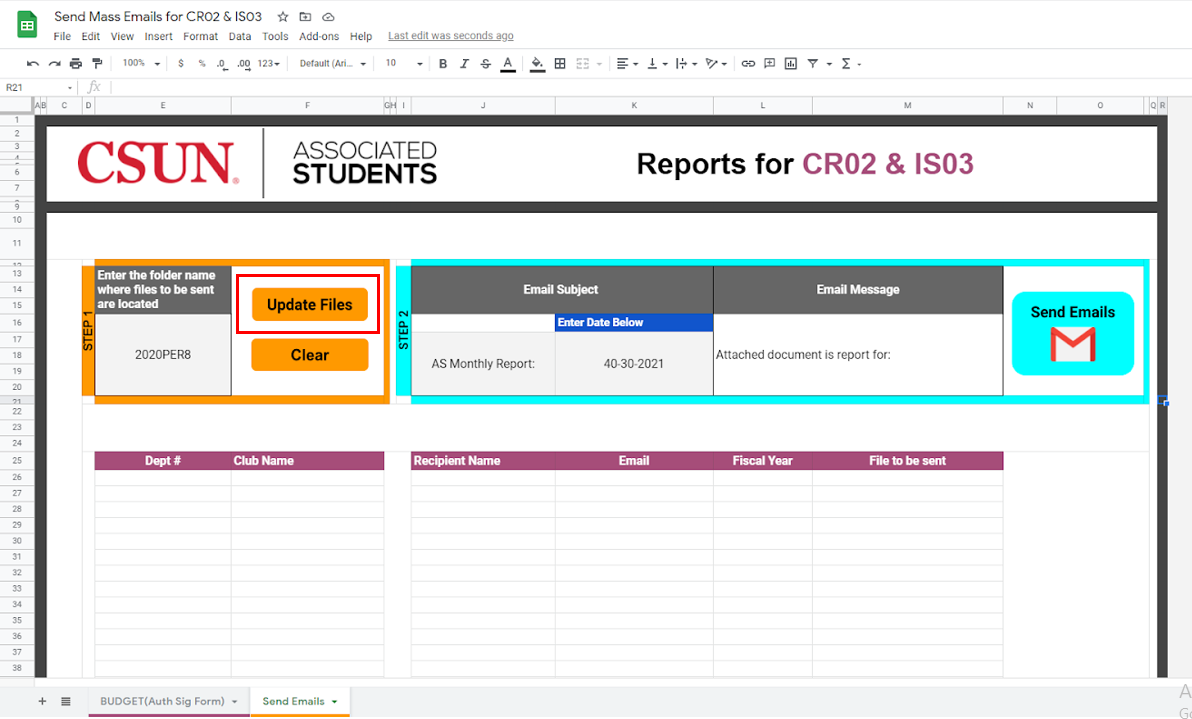 Send Mass Emails for CR02 & IS03
File Edit View Insert Format Data Tools Add-ons Help Last edit was seconds ago
100% $ % .0 .00 123 Default (Ari... 10 B I S A Σ
R21 fx
A B C D E F G H I J K L M N O Q R
1
2
3
4
6
7
9
10
11
12
13
14
15
16
17
18
19
20
21
22
23
24
25
26
27
28
29
30
31
32
33
34
35
36
37
38
CSUN®
ASSOCIATED
STUDENTS
Reports for CR02 & IS03
STEP 1
Enter the folder name
where files to be sent
are located
2020PER8
Update Files
Clear
STEP 2
Email Subject
Email Message
Enter Date Below
AS Monthly Report:
40-30-2021
Attached document is report for:
Send Emails
Dept # Club Name Recipient Name Email Fiscal Year File to be sent
+ BUDGET(Auth Sig Form) Send Emails